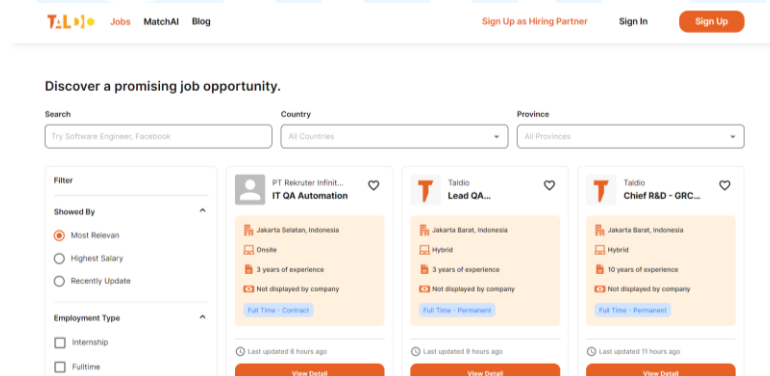 TALDIO Jobs MatchAI Blog Sign Up as Hiring Partner Sign In Sign Up
Discover a promising job opportunity.
Search Country Province
Try Software Engineer, Facebook All Countries All Provinces
Filter
Showed By
Most Relevan
Highest Salary
Recently Update
Employment Type
Internship
Fulltime
PT Rekruter Infinit...
IT QA Automation
Jakarta Selatan, Indonesia
Onsite
3 years of experience
Not displayed by company
Full Time - Contract
Last updated 6 hours ago
View Detail
Taldio
Lead QA...
Jakarta Barat, Indonesia
Hybrid
3 years of experience
Not displayed by company
Full Time - Permanent
Last updated 9 hours ago
View Detail
Taldio
Chief R&D - GRC...
Jakarta Barat, Indonesia
Hybrid
10 years of experience
Not displayed by company
Full Time - Permanent
Last updated 11 hours ago
View Detail